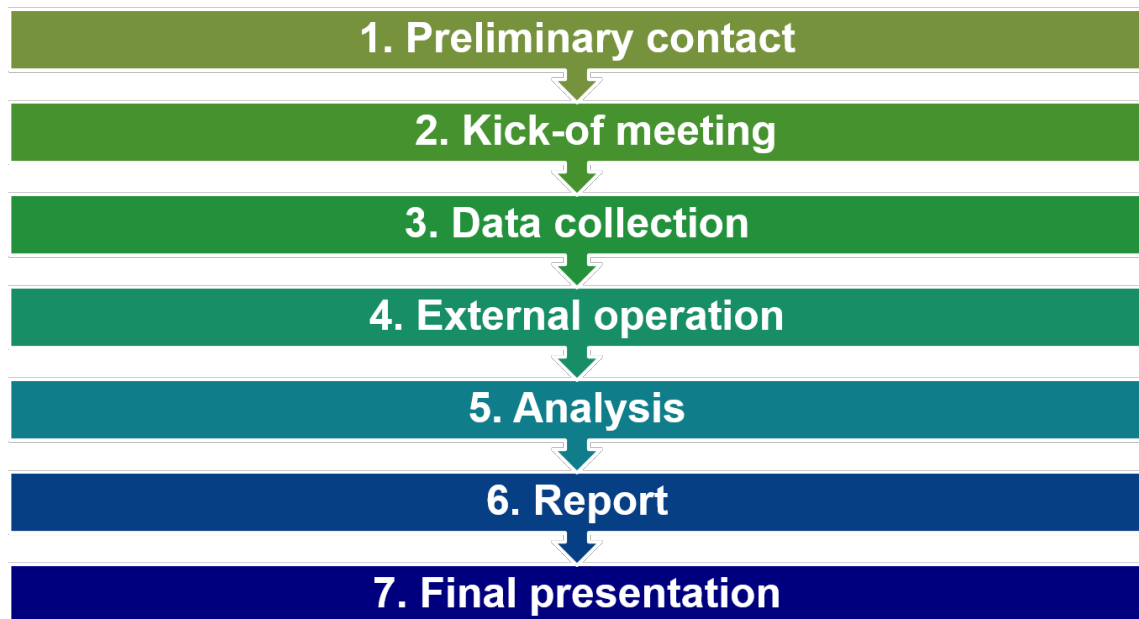 1. Preliminary contact
2. Kick-of meeting
3. Data collection
4. External operation
5. Analysis
6. Report
7. Final presentation